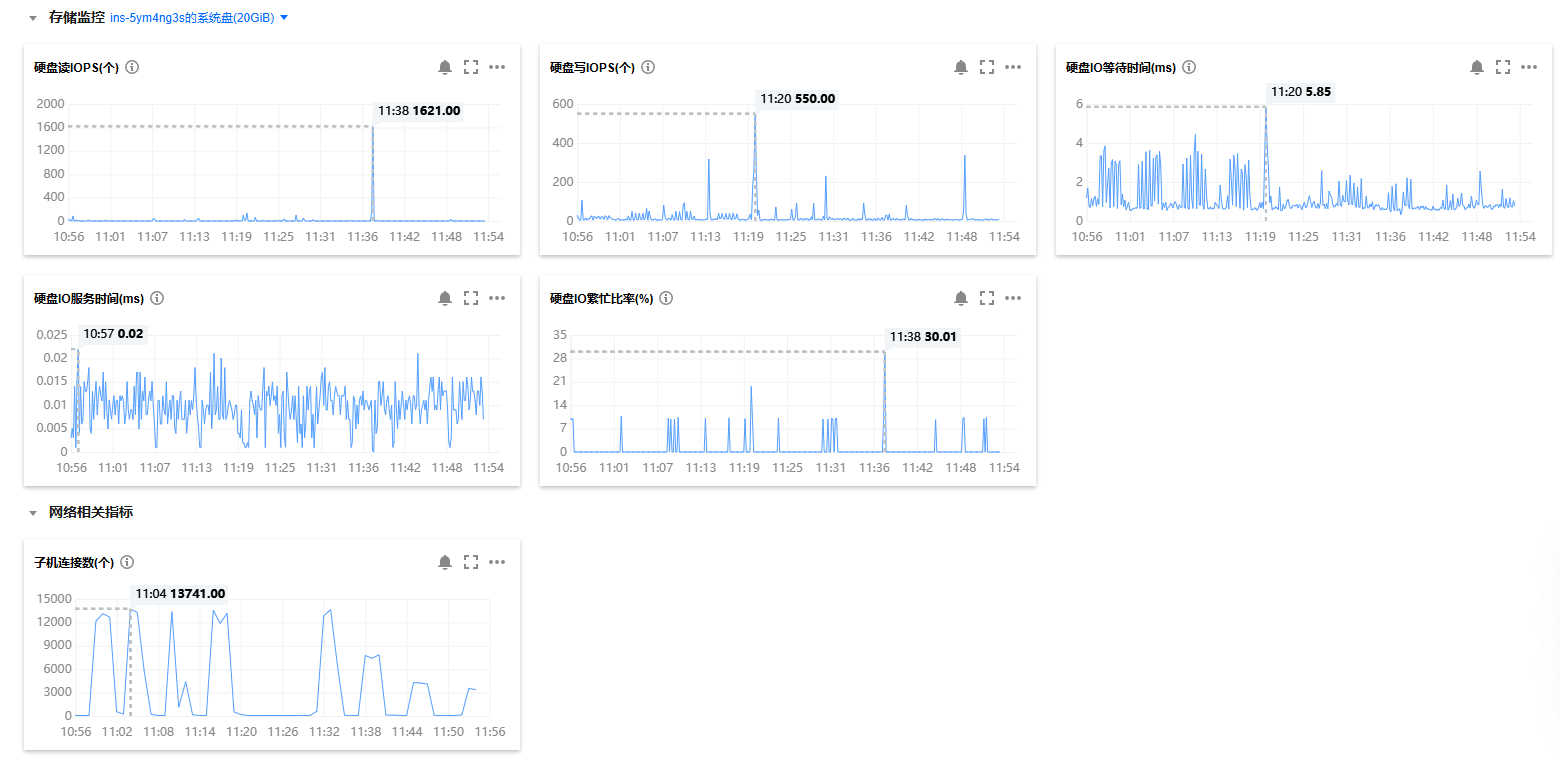 存储监控 ins-5ym4ng3s的系统盘(20GiB)
硬盘读IOPS(个)
11:38 1621.00
2000
1600
1200
800
400
0
10:56 11:01 11:07 11:13 11:19 11:25 11:31 11:36 11:42 11:48 11:54
硬盘写IOPS(个)
11:20 550.00
600
400
200
0
10:56 11:01 11:07 11:13 11:19 11:25 11:31 11:36 11:42 11:48 11:54
硬盘IO等待时间(ms)
11:20 5.85
6
4
2
0
10:56 11:01 11:07 11:13 11:19 11:25 11:31 11:36 11:42 11:48 11:54
硬盘IO服务时间(ms)
10:57 0.02
0.025
0.02
0.015
0.01
0.005
0
10:56 11:01 11:07 11:13 11:19 11:25 11:31 11:36 11:42 11:48 11:54
硬盘IO繁忙比率(%)
11:38 30.01
35
28
21
14
7
0
10:56 11:01 11:07 11:13 11:19 11:25 11:31 11:36 11:42 11:48 11:54
网络相关指标
子机连接数(个)
11:04 13741.00
15000
12000
9000
6000
3000
0
10:56 11:02 11:08 11:14 11:20 11:26 11:32 11:38 11:44 11:50 11:56